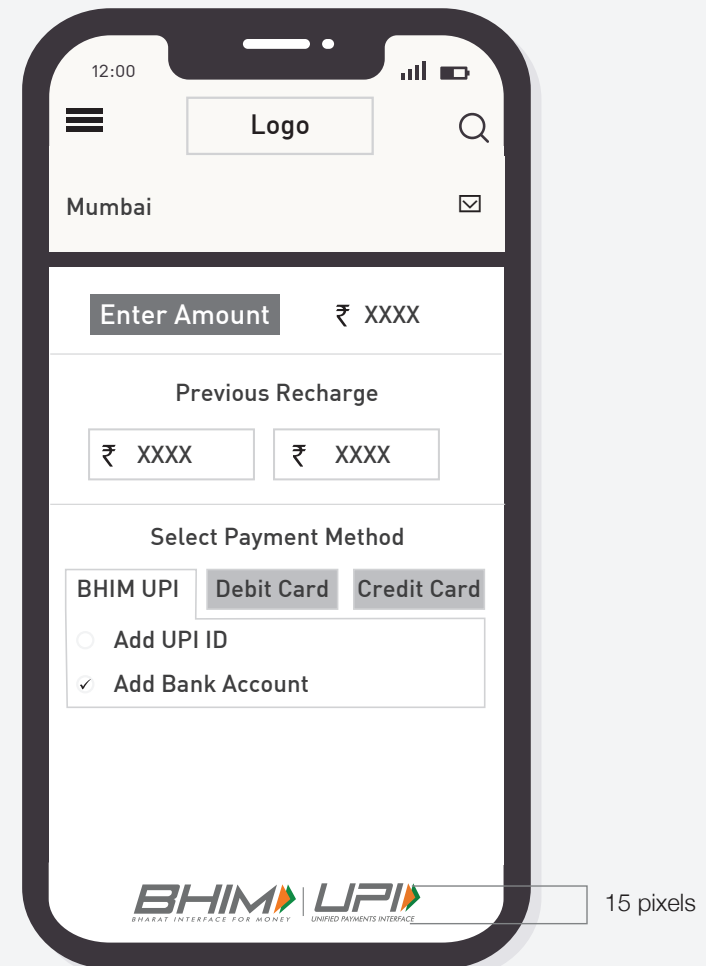 12:00
Logo
Mumbai
Enter Amount ₹ XXXX
Previous Recharge
₹ XXXX ₹ XXXX
Select Payment Method
BHIM UPI Debit Card Credit Card
Add UPI ID
Add Bank Account
BHIM UPI
BHARAT INTERFACE FOR MONEY UNIFIED PAYMENTS INTERFACE
15 pixels